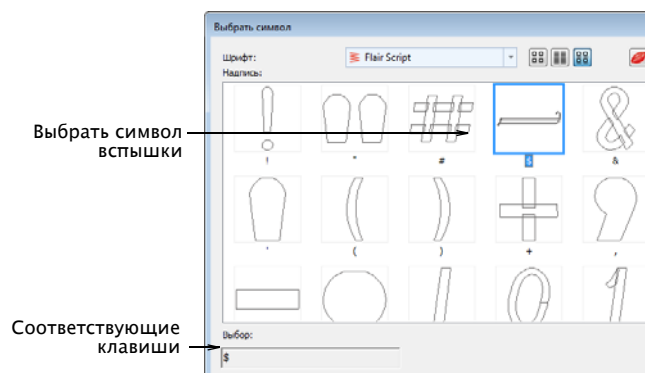 Выбрать символ
Шрифт:
Flair Script
Надпись:
Выбрать символ
вспышки
! " # $ &
' ( ) + ,
Соответствующие
клавиши
Выбор:
$